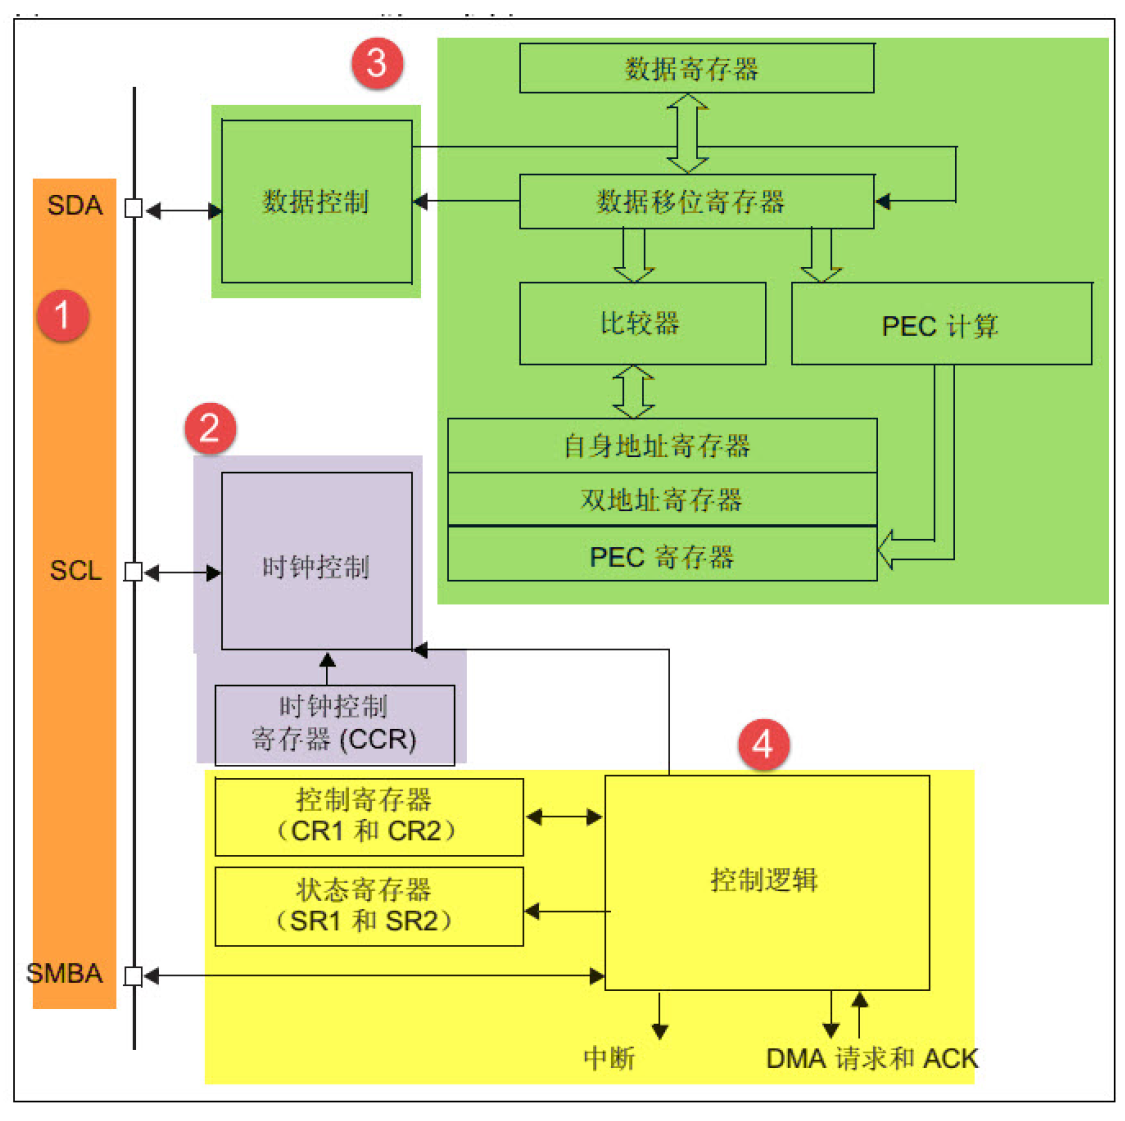 3
数据寄存器
SDA
数据控制
数据移位寄存器
1
比较器
PEC 计算
2
自身地址寄存器
双地址寄存器
PEC 寄存器
SCL
时钟控制
时钟控制
寄存器 (CCR)
4
控制寄存器
（CR1 和 CR2）
状态寄存器
（SR1 和 SR2）
控制逻辑
SMBA
中断
DMA 请求和 ACK